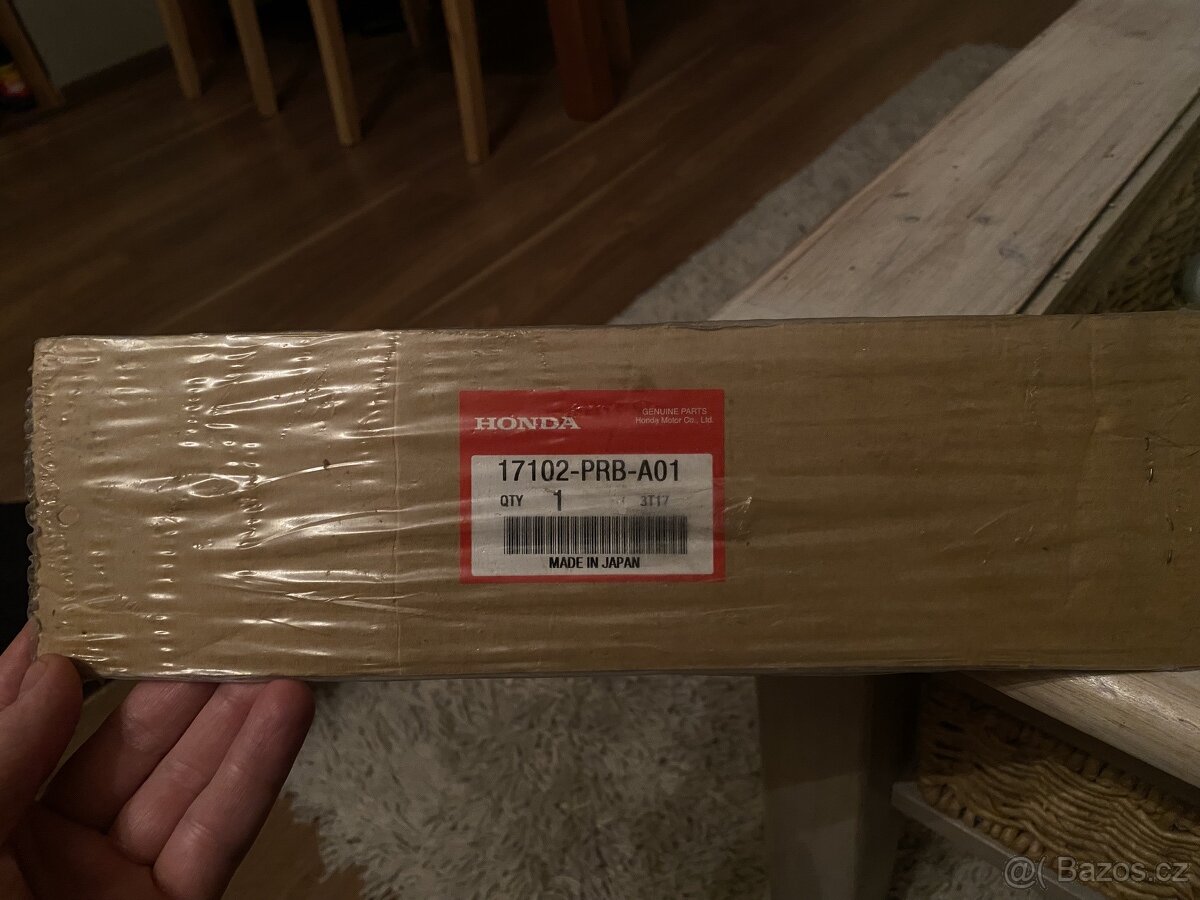 HONDA
GENUINE PARTS
Honda Motor Co., Ltd.
17102-PRB-A01
QTY 1 3T17
MADE IN JAPAN
@( Bazos.cz